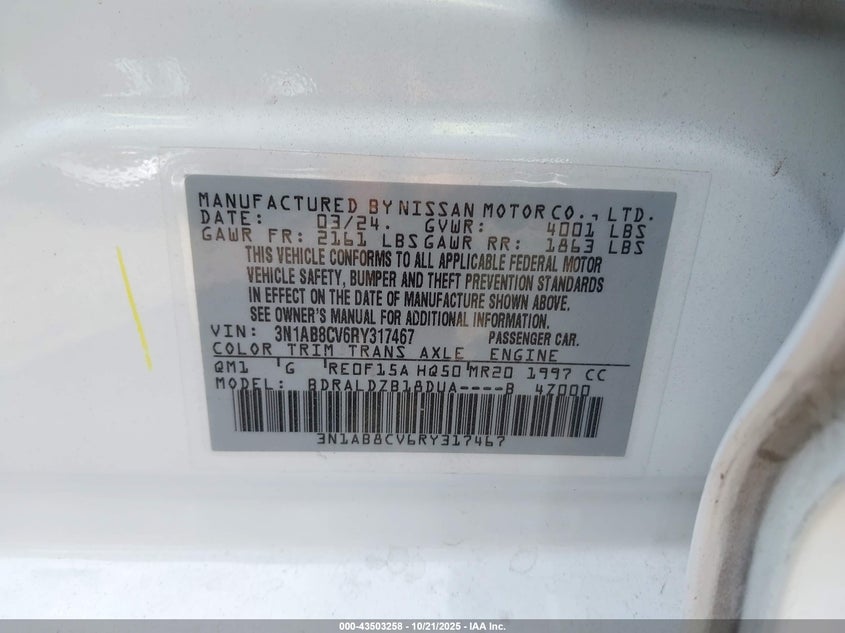 MANUFACTURED BY NISSAN MOTOR CO., LTD.
DATE: 03/24. GVWR: 4001 LBS
GAWR FR: 2161 LBS GAWR RR: 1863 LBS
THIS VEHICLE CONFORMS TO ALL APPLICABLE FEDERAL MOTOR
VEHICLE SAFETY, BUMPER AND THEFT PREVENTION STANDARDS
IN EFFECT ON THE DATE OF MANUFACTURE SHOWN ABOVE.
SEE OWNER'S MANUAL FOR ADDITIONAL INFORMATION.
VIN: 3N1AB8CV6RY317467 PASSENGER CAR.
COLOR TRIM TRANS AXLE ENGINE
QM1 G RE0F15A HQ50 MR20 1997 CC
MODEL: BDRALDZB18DUA----B 47000
3N1AB8CV6RY317467
000-43503258 - 10/21/2025 - IAA Inc.